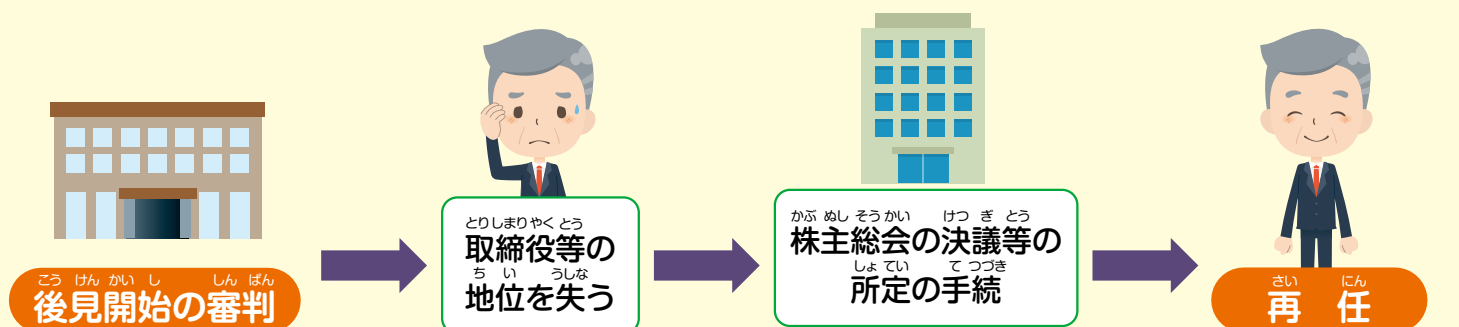 後見開始の審判
取締役等の
地位を失う
株主総会の決議等の
所定の手続
再任